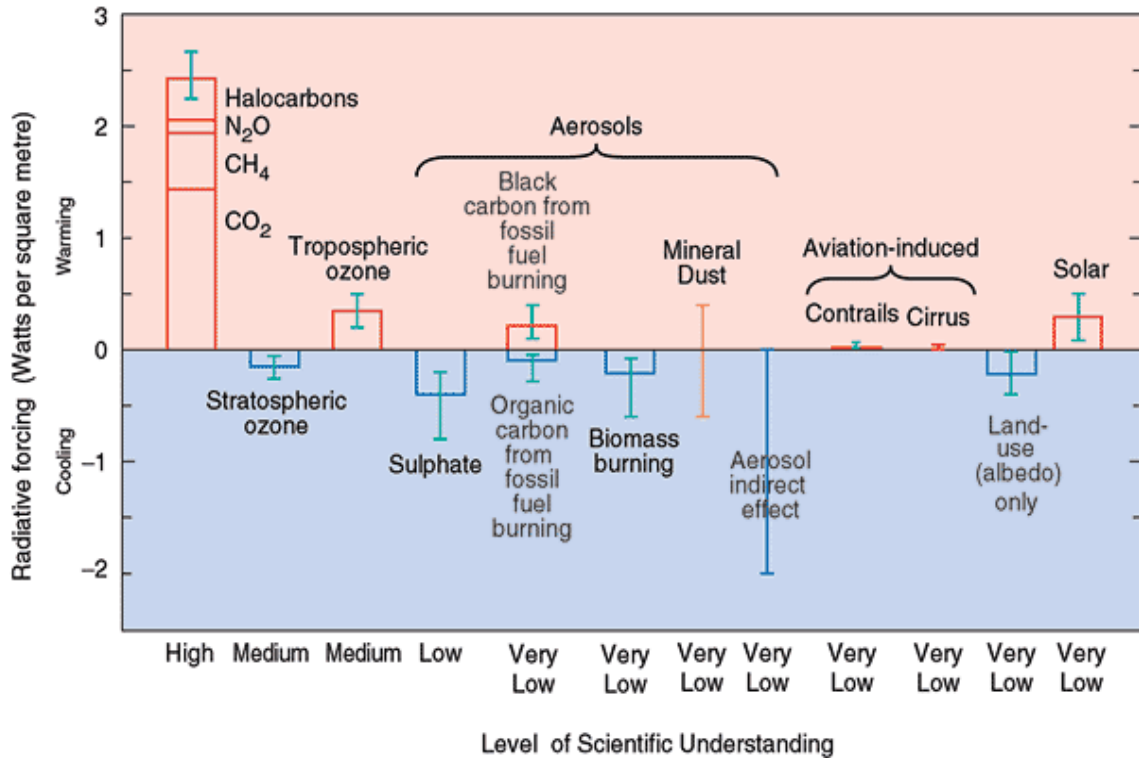 3
2
1
0
−1
−2
Radiative forcing (Watts per square metre)
Warming
Cooling
Halocarbons
N₂O
CH₄
CO₂
Stratospheric
ozone
Tropospheric
ozone
Aerosols
Sulphate
Black
carbon from
fossil
fuel
burning
Organic
carbon
from
fossil
fuel
burning
Biomass
burning
Mineral
Dust
Aerosol
indirect
effect
Aviation-induced
Contrails
Cirrus
Land-
use
(albedo)
only
Solar
High
Medium
Medium
Low
Very
Low
Very
Low
Very
Low
Very
Low
Very
Low
Very
Low
Very
Low
Very
Low
Level of Scientific Understanding